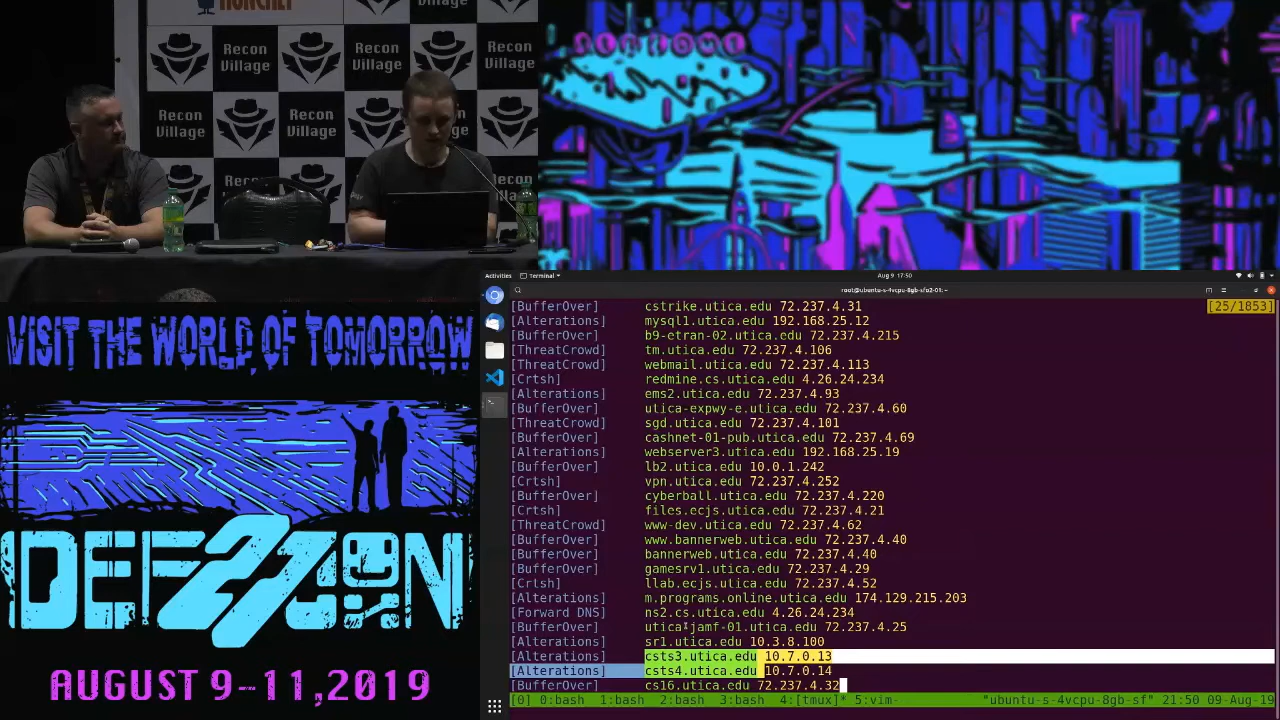 Village
Village
Recon
Village
Recon
Village
Recon
Village
Recon
Village
Recon
Village
VISIT THE WORLD OF TOMORROW
DEF CON
27
AUGUST 9-11,2019
Activities
Terminal
Aug 9 17:50
[BufferOver] cstrike.utica.edu 72.237.4.31 [25/1853]
[Alterations] mysql1.utica.edu 192.168.25.12
[BufferOver] b9-etran-02.utica.edu 72.237.4.215
[ThreatCrowd] tm.utica.edu 72.237.4.106
[ThreatCrowd] webmail.utica.edu 72.237.4.113
[Crtsh] redmine.cs.utica.edu 4.26.24.234
[Alterations] ems2.utica.edu 72.237.4.93
[BufferOver] utica-expwy-e.utica.edu 72.237.4.60
[ThreatCrowd] sgd.utica.edu 72.237.4.101
[BufferOver] cashnet-01-pub.utica.edu 72.237.4.69
[Alterations] webserver3.utica.edu 192.168.25.19
[BufferOver] lb2.utica.edu 10.0.1.242
[Crtsh] vpn.utica.edu 72.237.4.252
[BufferOver] cyberball.utica.edu 72.237.4.220
[Crtsh] files.ecjs.utica.edu 72.237.4.21
[ThreatCrowd] www-dev.utica.edu 72.237.4.62
[BufferOver] www.bannerweb.utica.edu 72.237.4.40
[BufferOver] bannerweb.utica.edu 72.237.4.40
[BufferOver] gamesrv1.utica.edu 72.237.4.29
[Crtsh] llab.ecjs.utica.edu 72.237.4.52
[Alterations] m.programs.online.utica.edu 174.129.215.203
[Forward DNS] ns2.cs.utica.edu 4.26.24.234
[BufferOver] utica-jamf-01.utica.edu 72.237.4.25
[Alterations] sr1.utica.edu 10.3.8.100
[Alterations] csts3.utica.edu 10.7.0.13
[Alterations] csts4.utica.edu 10.7.0.14
[BufferOver] cs16.utica.edu 72.237.4.32
[0] 0:bash 1:bash 2:bash 3:bash 4:[tmux]* 5:vim- "ubuntu-s-4vcpu-8gb-sf" 21:50 09-Aug-19